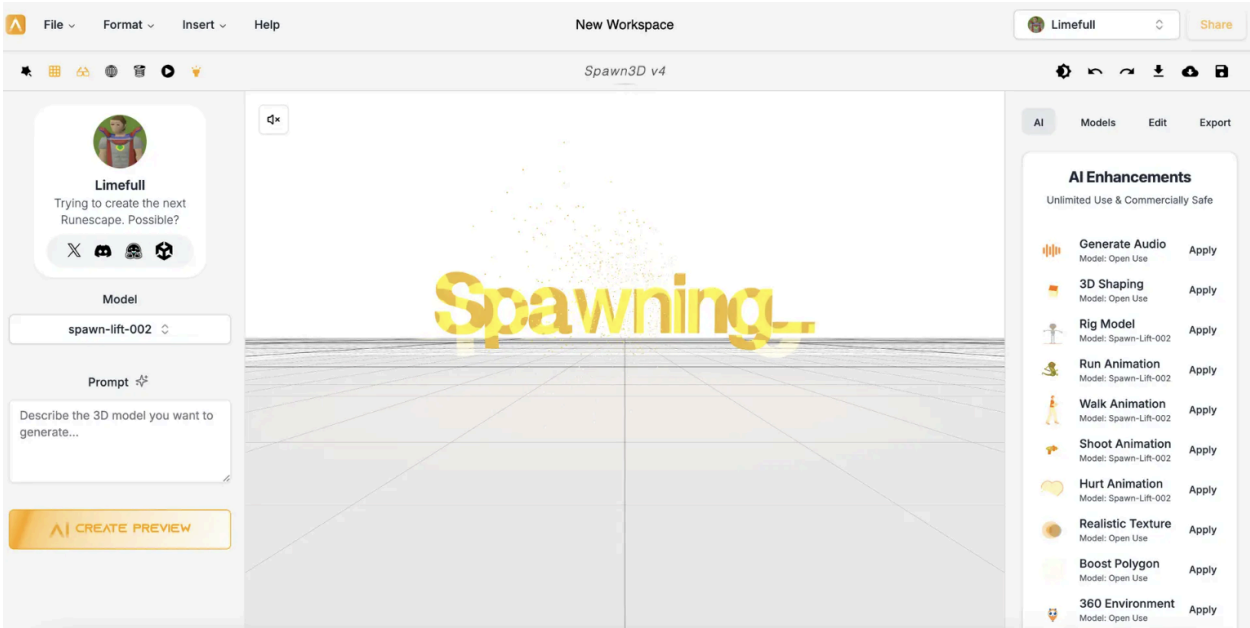 File
Format
Insert
Help
New Workspace
Limefull
Share
Spawn3D v4
Limefull
Trying to create the next
Runescape. Possible?
Model
spawn-lift-002
Prompt
Describe the 3D model you want to
generate...
AI CREATE PREVIEW
Spawning_
AI
Models
Edit
Export
AI Enhancements
Unlimited Use & Commercially Safe
Generate Audio
Model: Open Use
Apply
3D Shaping
Model: Open Use
Apply
Rig Model
Model: Spawn-Lift-002
Apply
Run Animation
Model: Spawn-Lift-002
Apply
Walk Animation
Model: Spawn-Lift-002
Apply
Shoot Animation
Model: Spawn-Lift-002
Apply
Hurt Animation
Model: Spawn-Lift-002
Apply
Realistic Texture
Model: Open Use
Apply
Boost Polygon
Model: Open Use
Apply
360 Environment
Model: Open Use
Apply